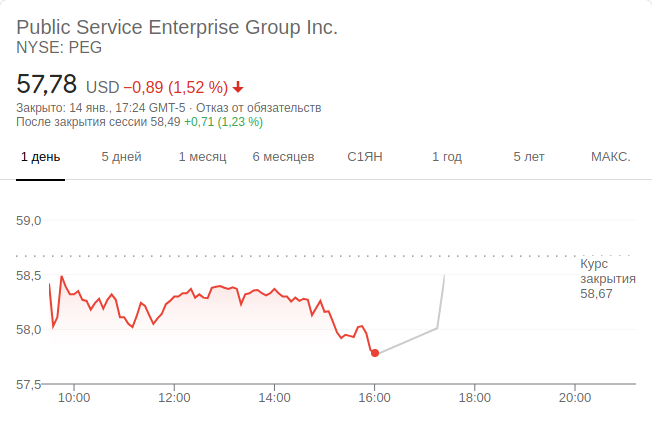 Public Service Enterprise Group Inc.
NYSE: PEG
57,78 USD −0,89 (1,52 %)
Закрыто: 14 янв., 17:24 GMT-5 · Отказ от обязательств
После закрытия сессии 58,49 +0,71 (1,23 %)
1 день 5 дней 1 месяц 6 месяцев С1ЯН 1 год 5 лет МАКС.
59,0
58,5
58,0
57,5
Курс
закрытия
58,67
10:00 12:00 14:00 16:00 18:00 20:00